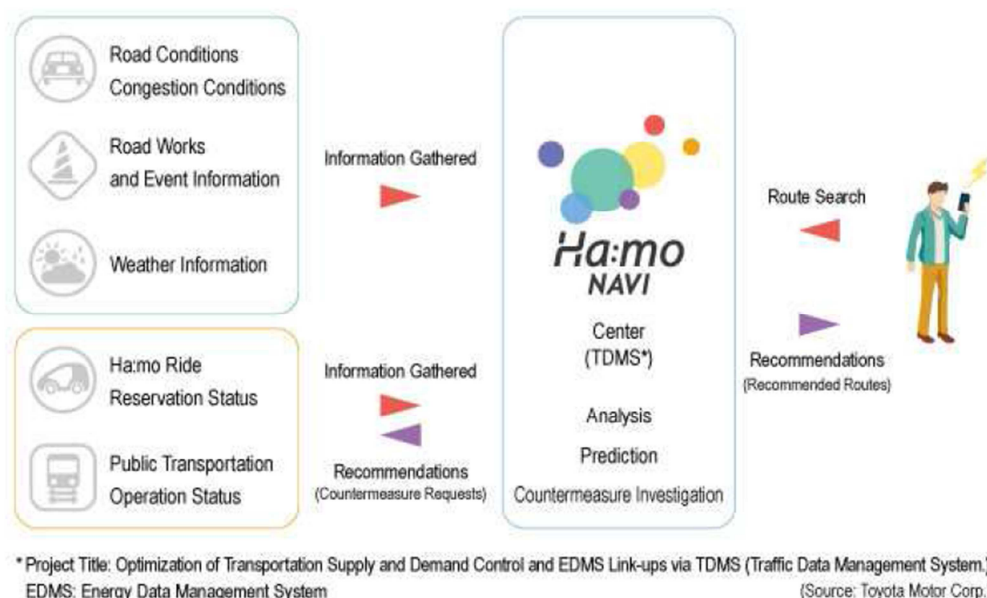 Road Conditions
Congestion Conditions
Road Works
and Event Information
Weather Information
Information Gathered
Ha:mo Ride
Reservation Status
Public Transportation
Operation Status
Information Gathered
Recommendations
(Countermeasure Requests)
Ha:mo
NAVI
Center
(TDMS*)
Analysis
Prediction
Countermeasure Investigation
Route Search
Recommendations
(Recommended Routes)
* Project Title: Optimization of Transportation Supply and Demand Control and EDMS Link-ups via TDMS (Traffic Data Management System.)
EDMS: Energy Data Management System
(Source: Toyota Motor Corp.